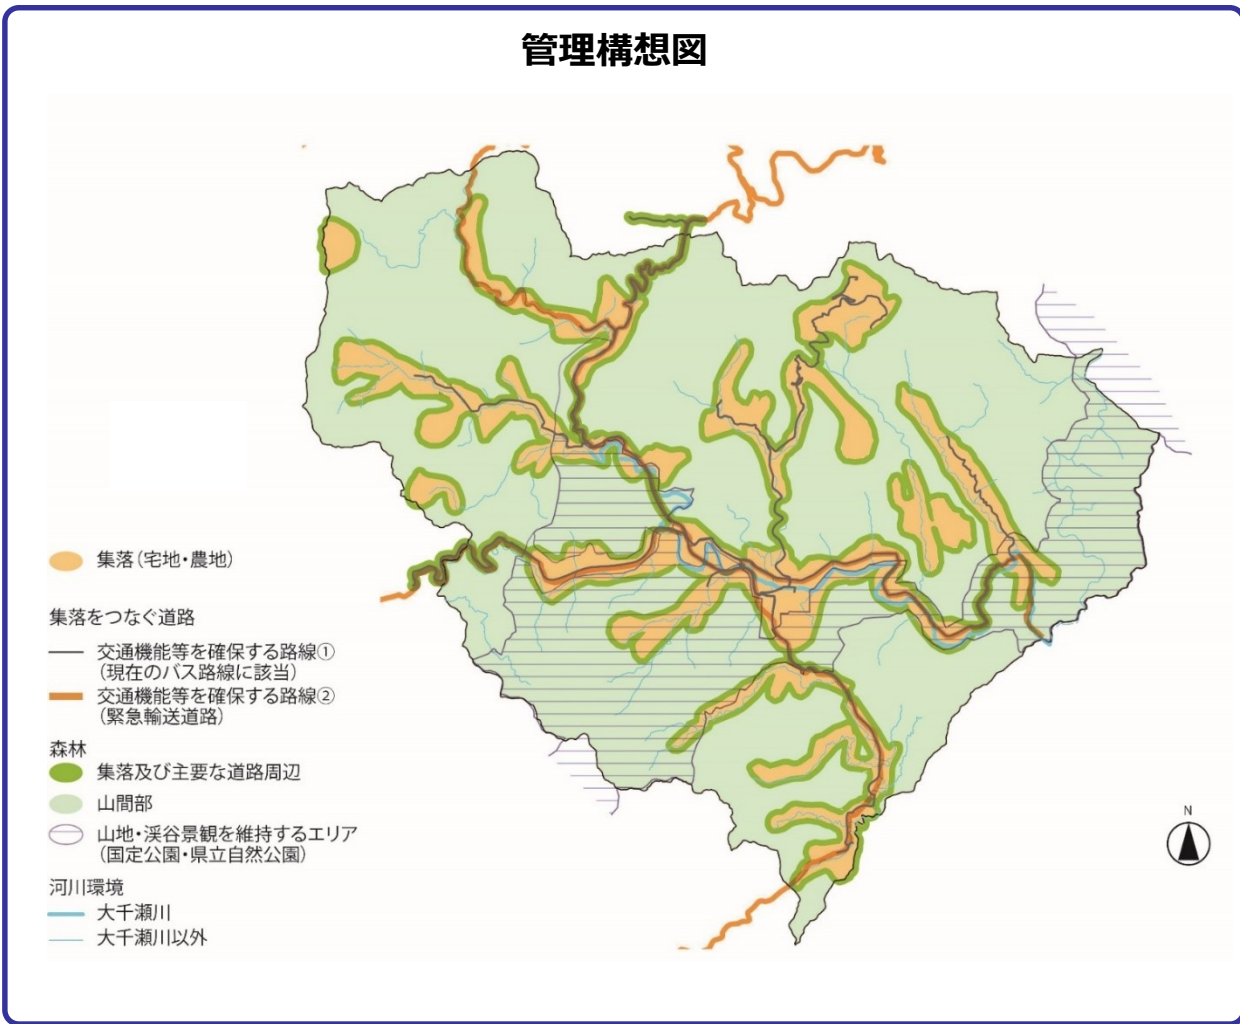 管理構想図
集落(宅地・農地)
集落をつなぐ道路
交通機能等を確保する路線①
(現在のバス路線に該当)
交通機能等を確保する路線②
(緊急輸送道路)
森林
集落及び主要な道路周辺
山間部
山地・渓谷景観を維持するエリア
(国定公園・県立自然公園)
河川環境
大千瀬川
大千瀬川以外
N